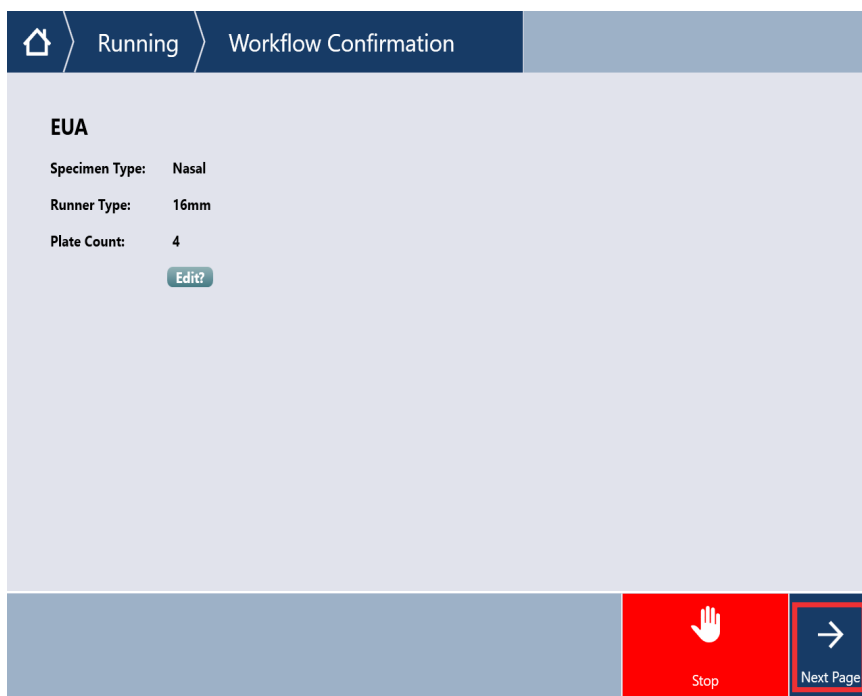 Running Workflow Confirmation
EUA
Specimen Type: Nasal
Runner Type: 16mm
Plate Count: 4
Edit?
Stop
Next Page